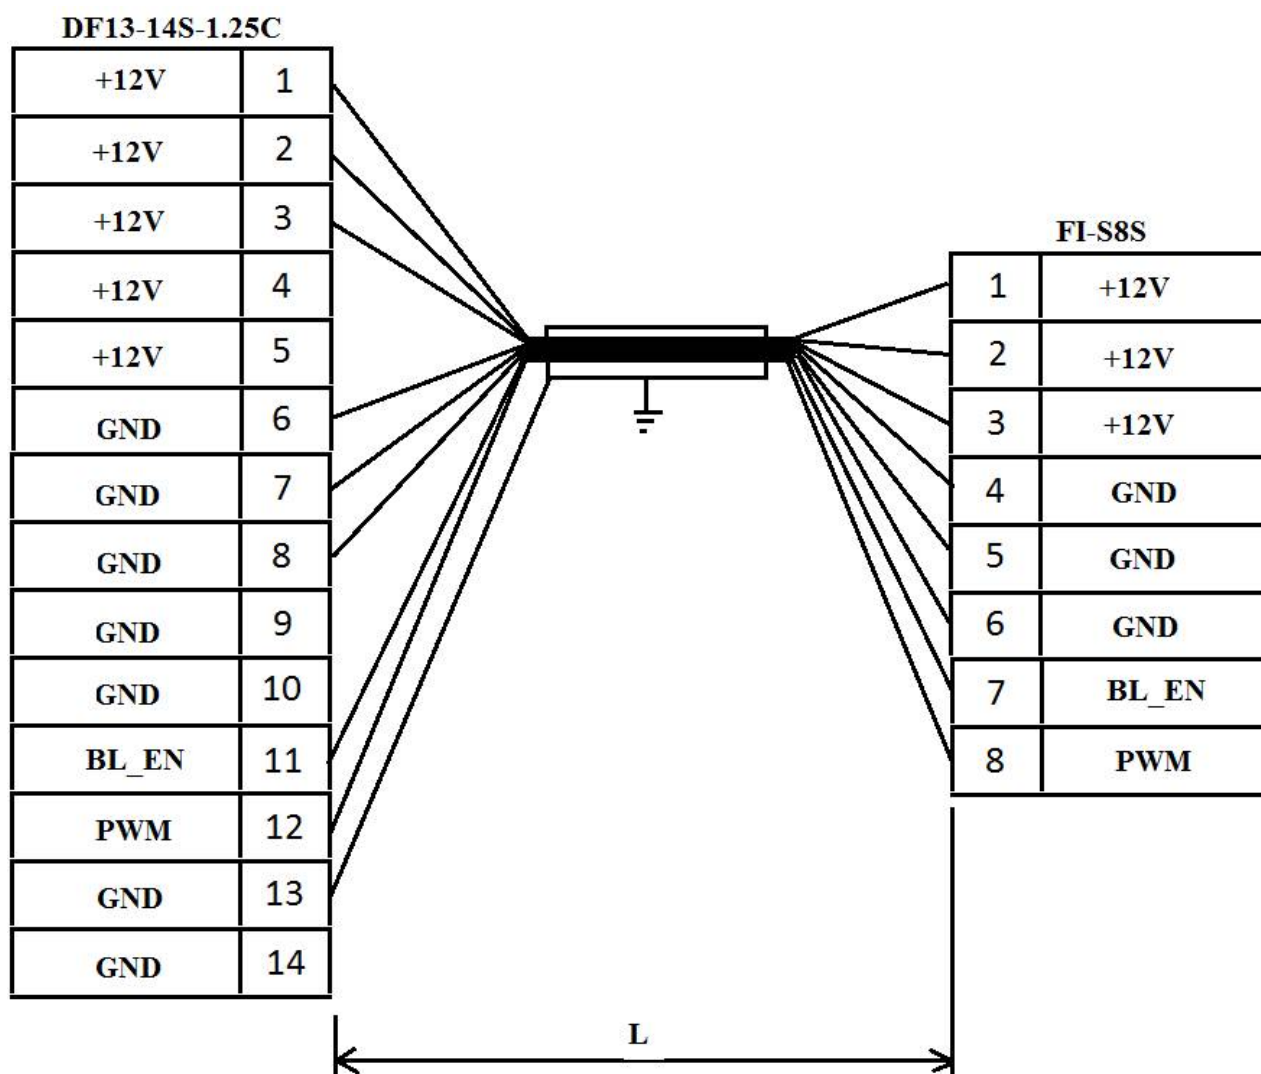 DF13-14S-1.25C
+12V 1
+12V 2
+12V 3
+12V 4
+12V 5
GND 6
GND 7
GND 8
GND 9
GND 10
BL_EN 11
PWM 12
GND 13
GND 14
FI-S8S
1 +12V
2 +12V
3 +12V
4 GND
5 GND
6 GND
7 BL_EN
8 PWM
L